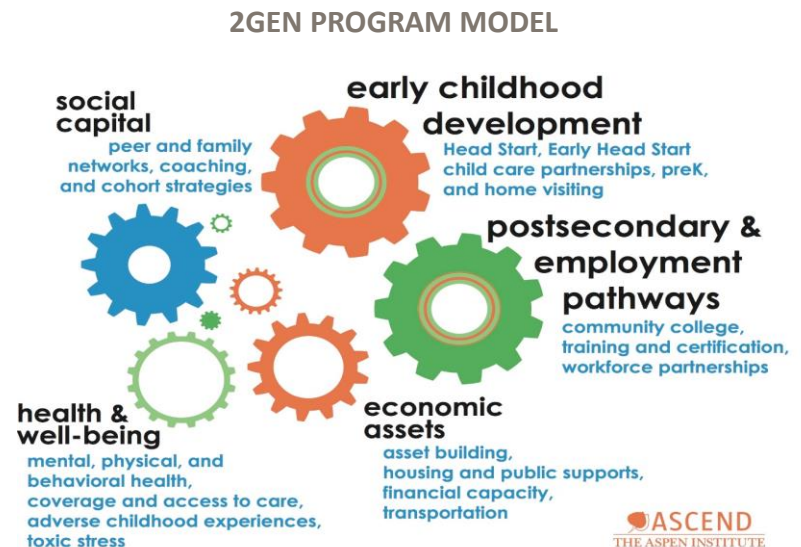 2GEN PROGRAM MODEL
social
capital
peer and family
networks, coaching,
and cohort strategies
early childhood
development
Head Start, Early Head Start
child care partnerships, preK,
and home visiting
postsecondary &
employment
pathways
community college,
training and certification,
workforce partnerships
economic
assets
asset building,
housing and public supports,
financial capacity,
transportation
health &
well-being
mental, physical, and
behavioral health,
coverage and access to care,
adverse childhood experiences,
toxic stress
ASCEND
THE ASPEN INSTITUTE